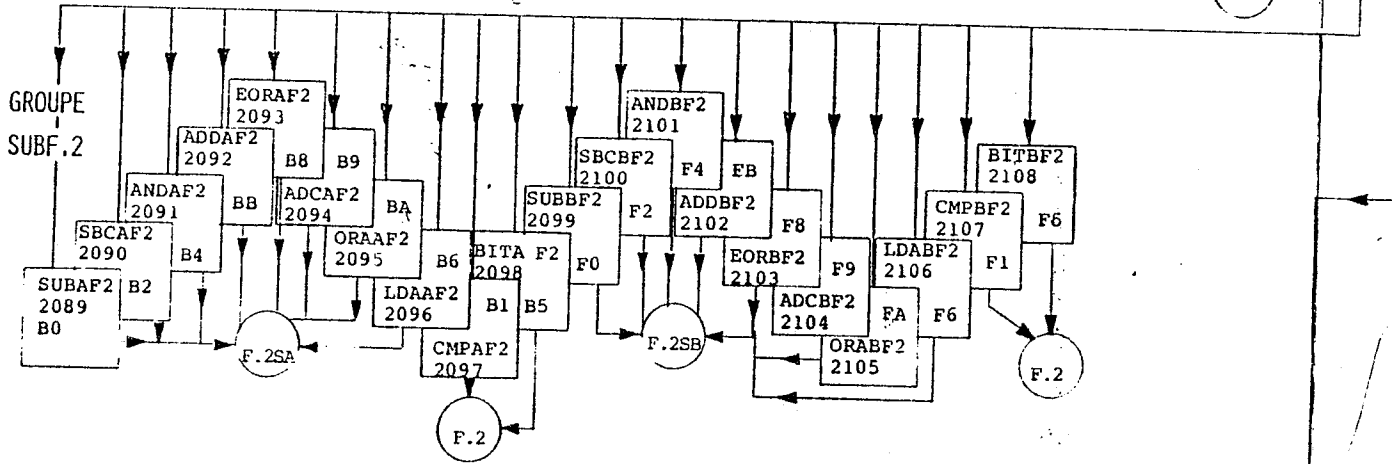 GROUPE
SUBF.2
SUBAF2
2089
B0
SBCAF2
2090
B2
ANDAF2
2091
B4
ADDAF2
2092
BB
EORAF2
2093
B8
ADCAF2
2094
B9
ORAAF2
2095
BA
LDAAF2
2096
B6
CMPAF2
2097
B1
BITA F2
2098
B5
SUBBF2
2099
F0
SBCBF2
2100
F2
ANDBF2
2101
F4
ADDBF2
2102
FB
EORBF2
2103
F8
ADCBF2
2104
F9
ORABF2
2105
FA
LDABF2
2106
F6
CMPBF2
2107
F1
BITBF2
2108
F5
F.2SA
F.2
F.2SB
F.2